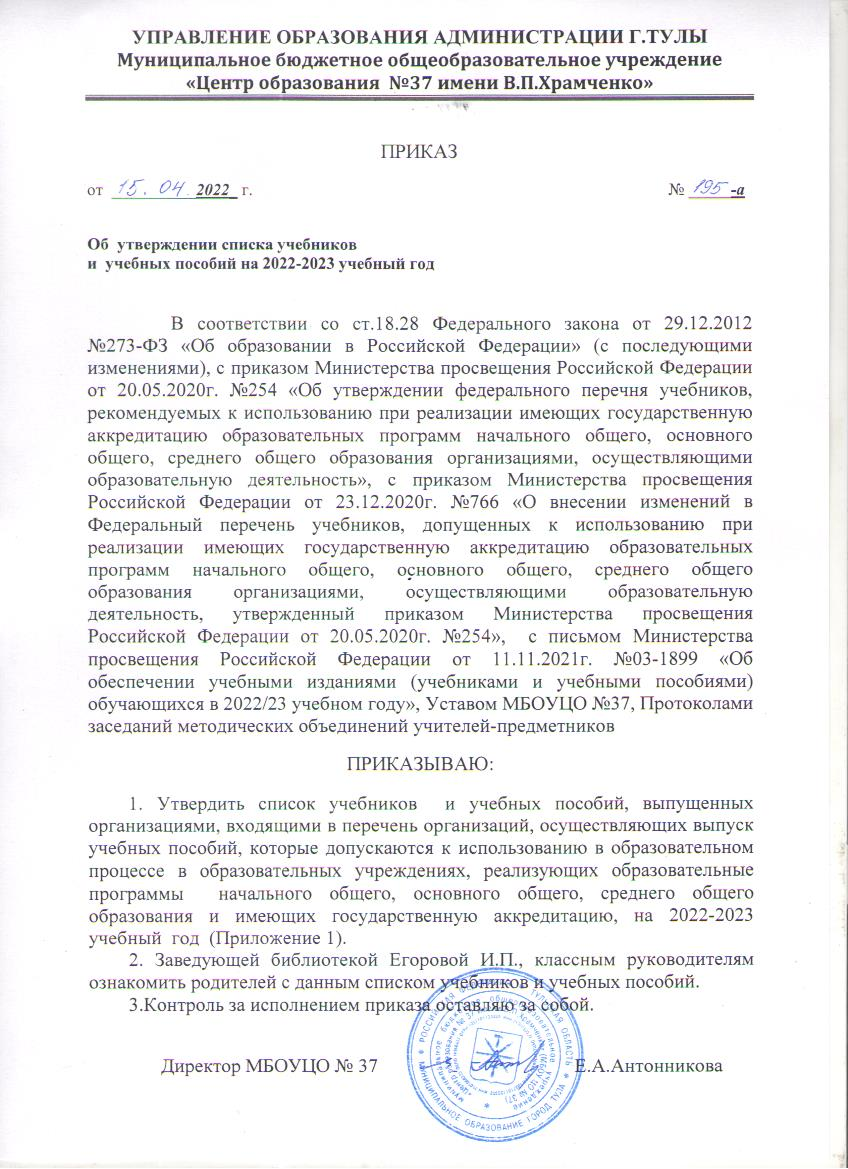 УПРАВЛЕНИЕ ОБРАЗОВАНИЯ АДМИНИСТРАЦИИ Г.ТУЛЫ
Муниципальное бюджетное общеобразовательное учреждение
«Центр образования №37 имени В.П.Храмченко»
ПРИКАЗ
от 15. 04. 2022 г. № 195 -а
Об утверждении списка учебников
и учебных пособий на 2022-2023 учебный год
В соответствии со ст.18.28 Федерального закона от 29.12.2012
№273-ФЗ «Об образовании в Российской Федерации» (с последующими
изменениями), с приказом Министерства просвещения Российской Федерации
от 20.05.2020г. №254 «Об утверждении федерального перечня учебников,
рекомендуемых к использованию при реализации имеющих государственную
аккредитацию образовательных программ начального общего, основного
общего, среднего общего образования организациями, осуществляющими
образовательную деятельность», с приказом Министерства просвещения
Российской Федерации от 23.12.2020г. №766 «О внесении изменений в
Федеральный перечень учебников, допущенных к использованию при
реализации имеющих государственную аккредитацию образовательных
программ начального общего, основного общего, среднего общего
образования организациями, осуществляющими образовательную
деятельность, утвержденный приказом Министерства просвещения
Российской Федерации от 20.05.2020г. №254», с письмом Министерства
просвещения Российской Федерации от 11.11.2021г. №03-1899 «Об
обеспечении учебными изданиями (учебниками и учебными пособиями)
обучающихся в 2022/23 учебном году», Уставом МБОУЦО №37, Протоколами
заседаний методических объединений учителей-предметников
ПРИКАЗЫВАЮ:
1. Утвердить список учебников и учебных пособий, выпущенных
организациями, входящими в перечень организаций, осуществляющих выпуск
учебных пособий, которые допускаются к использованию в образовательном
процессе в образовательных учреждениях, реализующих образовательные
программы начального общего, основного общего, среднего общего
образования и имеющих государственную аккредитацию, на 2022-2023
учебный год (Приложение 1).
2. Заведующей библиотекой Егоровой И.П., классным руководителям
ознакомить родителей с данным списком учебников и учебных пособий.
3.Контроль за исполнением приказа оставляю за собой.
Директор МБОУЦО № 37 Е.А.Антонникова
РОССИЙСКАЯ ФЕДЕРАЦИЯ ТУЛЬСКАЯ ОБЛАСТЬ
МУНИЦИПАЛЬНОЕ ОБРАЗОВАНИЕ ГОРОД ТУЛА